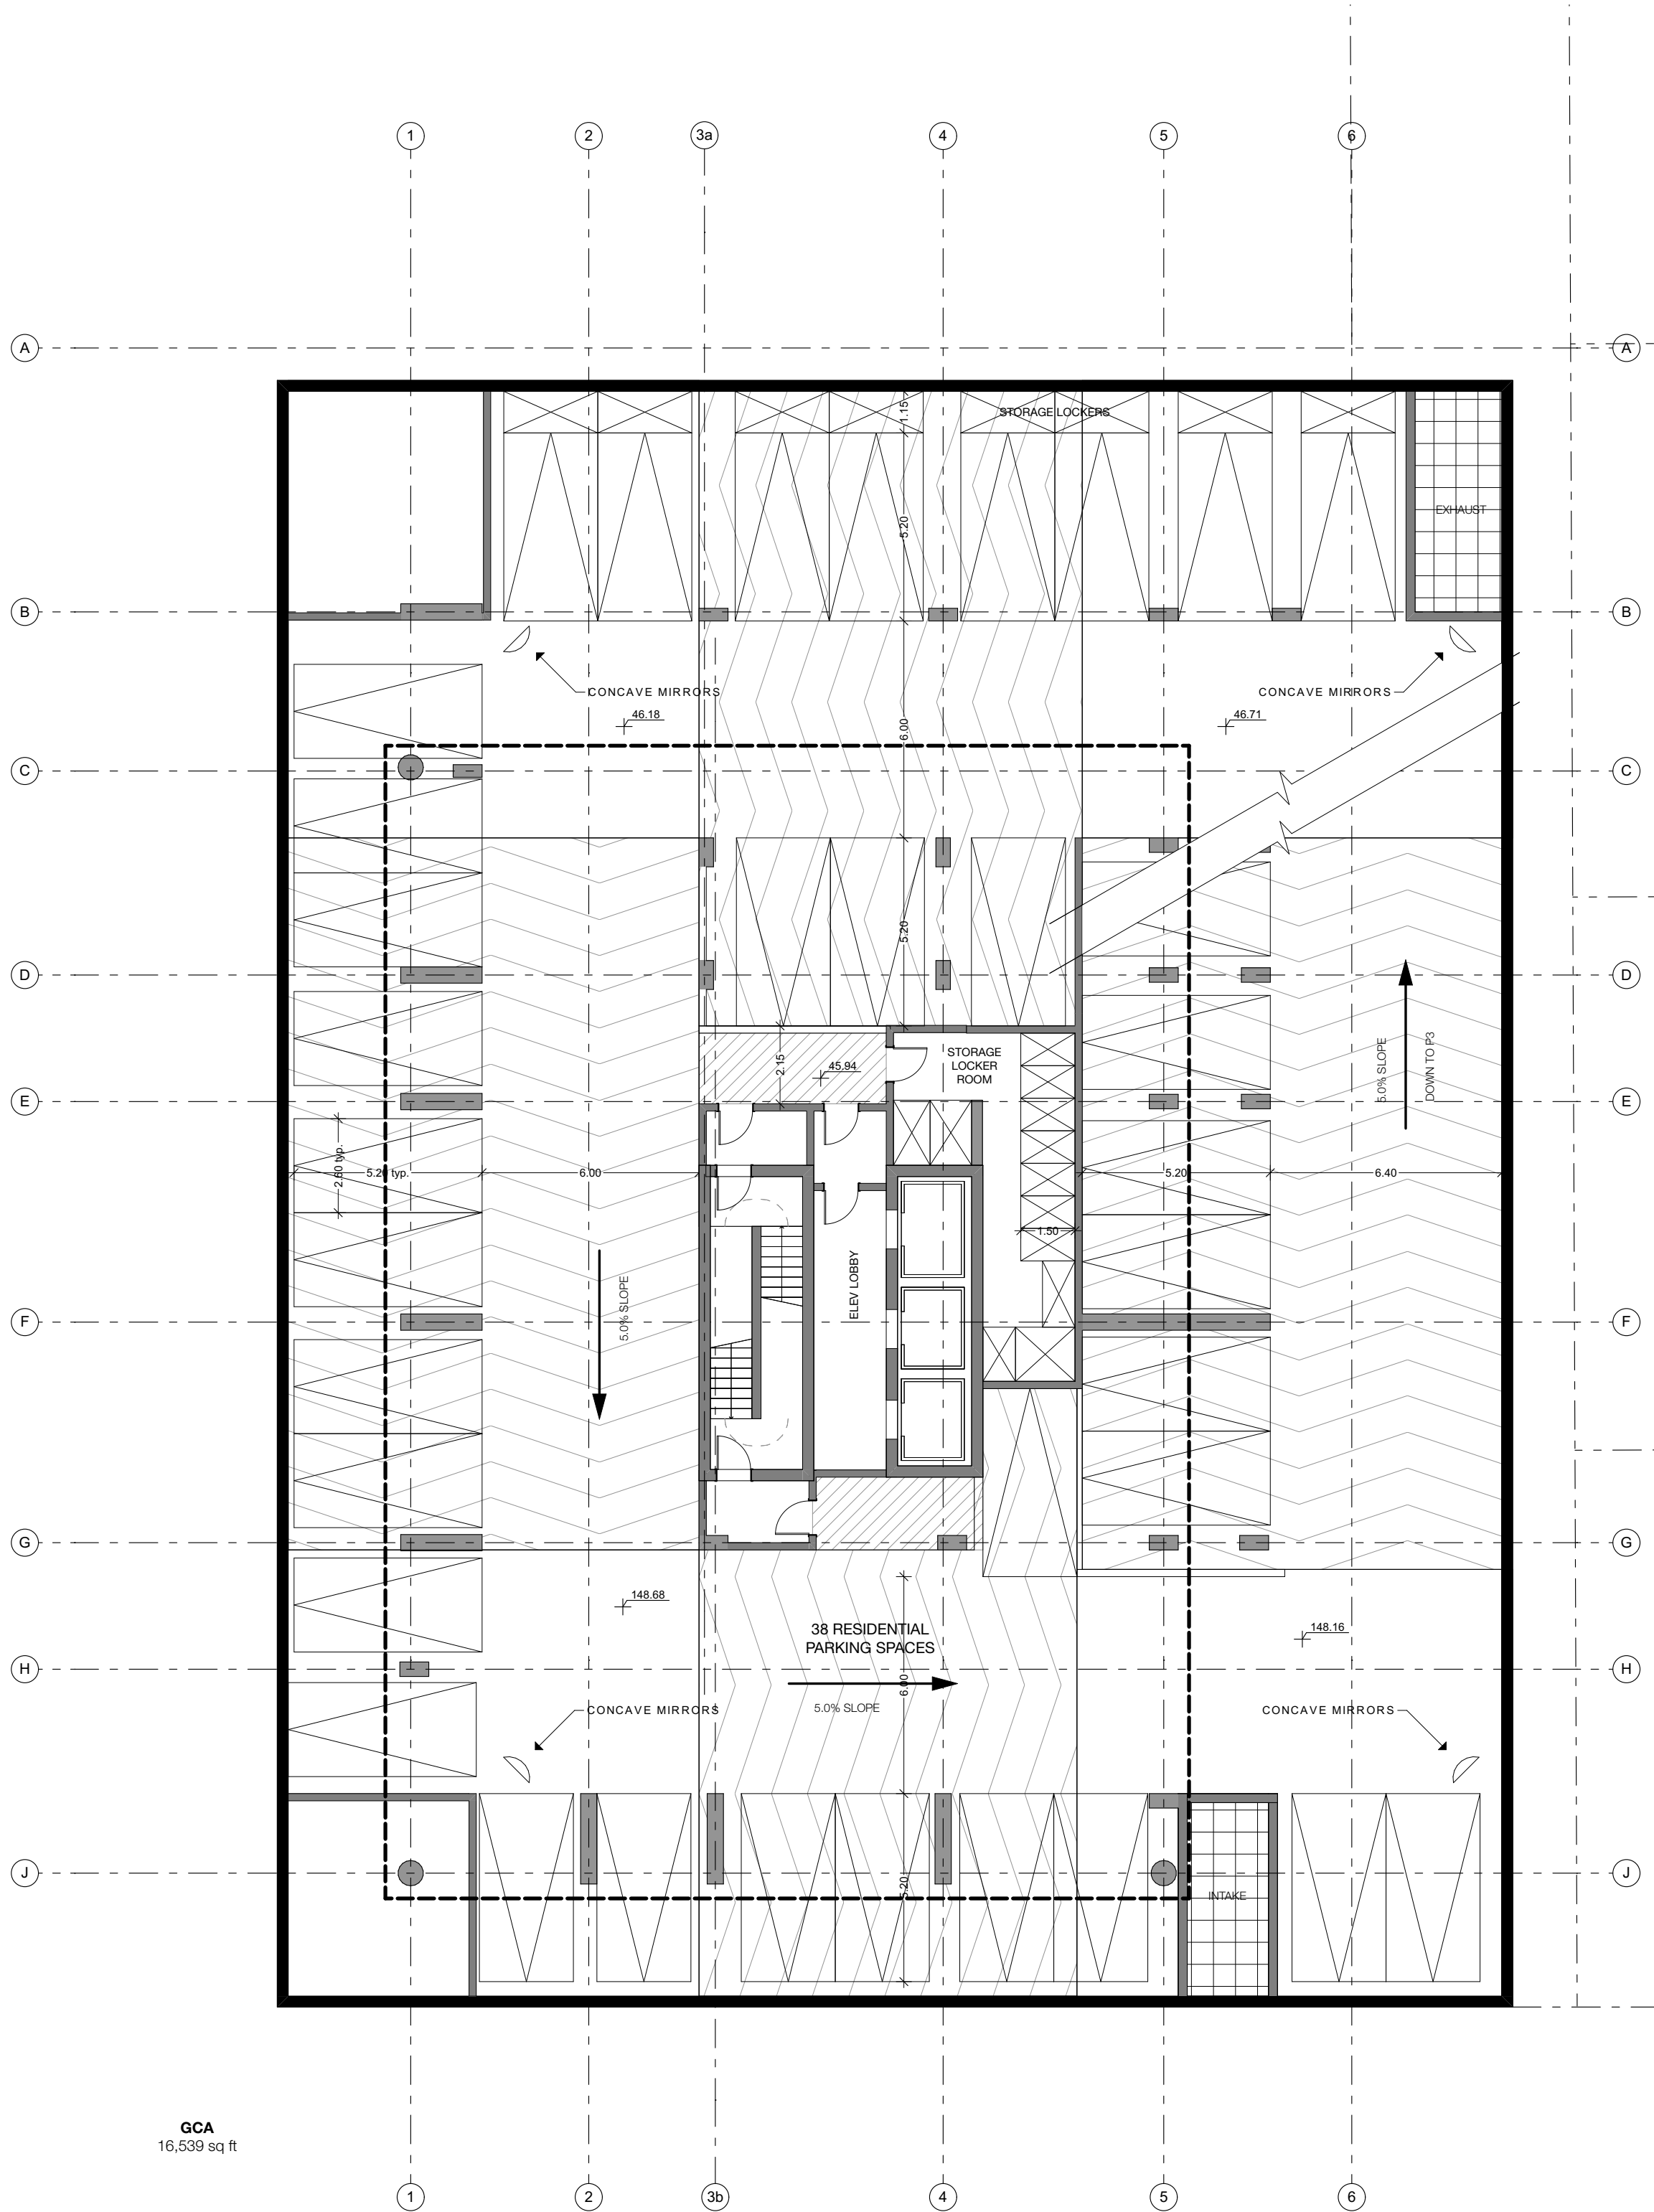 1 2 3a 4 5 6
A A
STORAGE LOCKERS
1.15
5.20
EXHAUST
B B
CONCAVE MIRRORS
CONCAVE MIRRORS
46.18
46.71
6.00
C C
5.20
D D
STORAGE
LOCKER
ROOM
2.15
45.94
5.0% SLOPE
DOWN TO P3
E E
2.60 typ.
5.20 typ.
6.00
5.20
6.40
1.50
ELEV LOBBY
5.0% SLOPE
F F
G G
148.68
38 RESIDENTIAL
PARKING SPACES
148.16
H H
6.00
5.0% SLOPE
CONCAVE MIRRORS
CONCAVE MIRRORS
J J
5.20
INTAKE
GCA
16,539 sq ft
1 2 3b 4 5 6